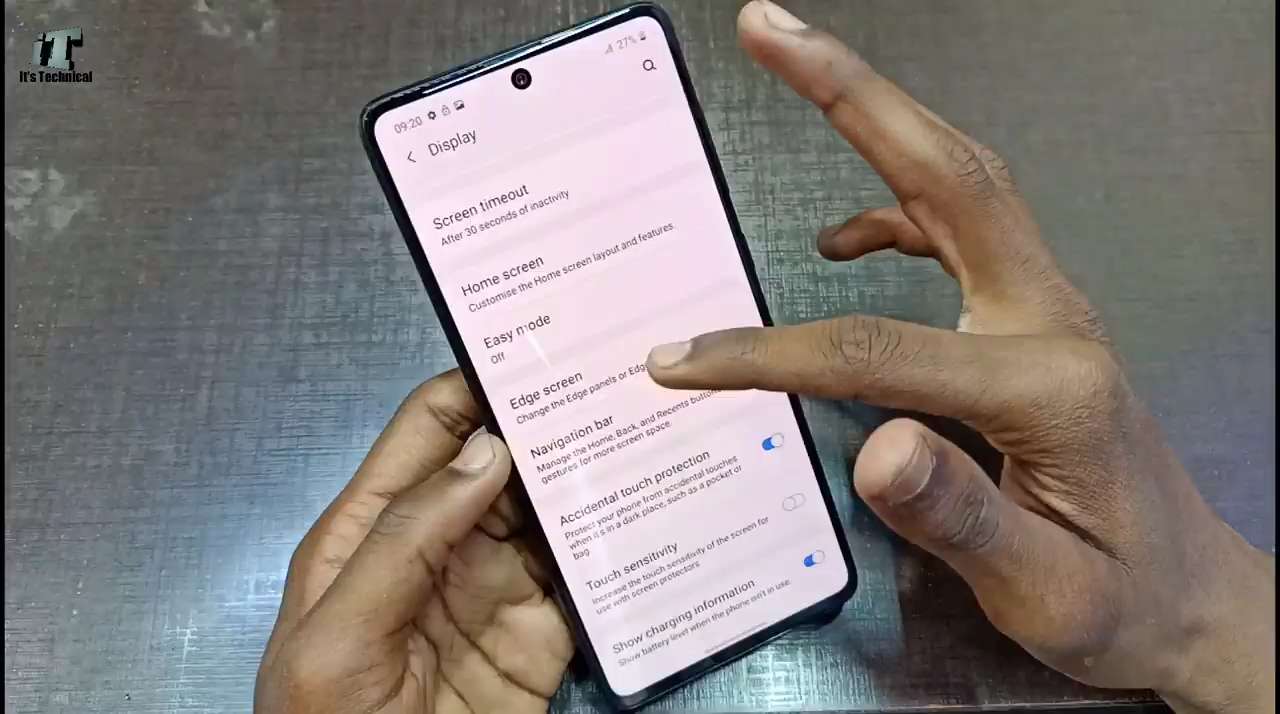 iT
It's Technical
09:20
27%
Display
Screen timeout
After 30 seconds of inactivity
Home screen
Customise the Home screen layout and features.
Easy mode
Off
Edge screen
Change the Edge panels or Edge
Navigation bar
Manage the Home, Back, and Recents buttons
gestures for more screen space.
Accidental touch protection
Protect your phone from accidental touches
when it's in a dark place, such as a pocket or
bag
Touch sensitivity
Increase the touch sensitivity of the screen for
use with screen protectors
Show charging information
Show battery level when the phone isn't in use.